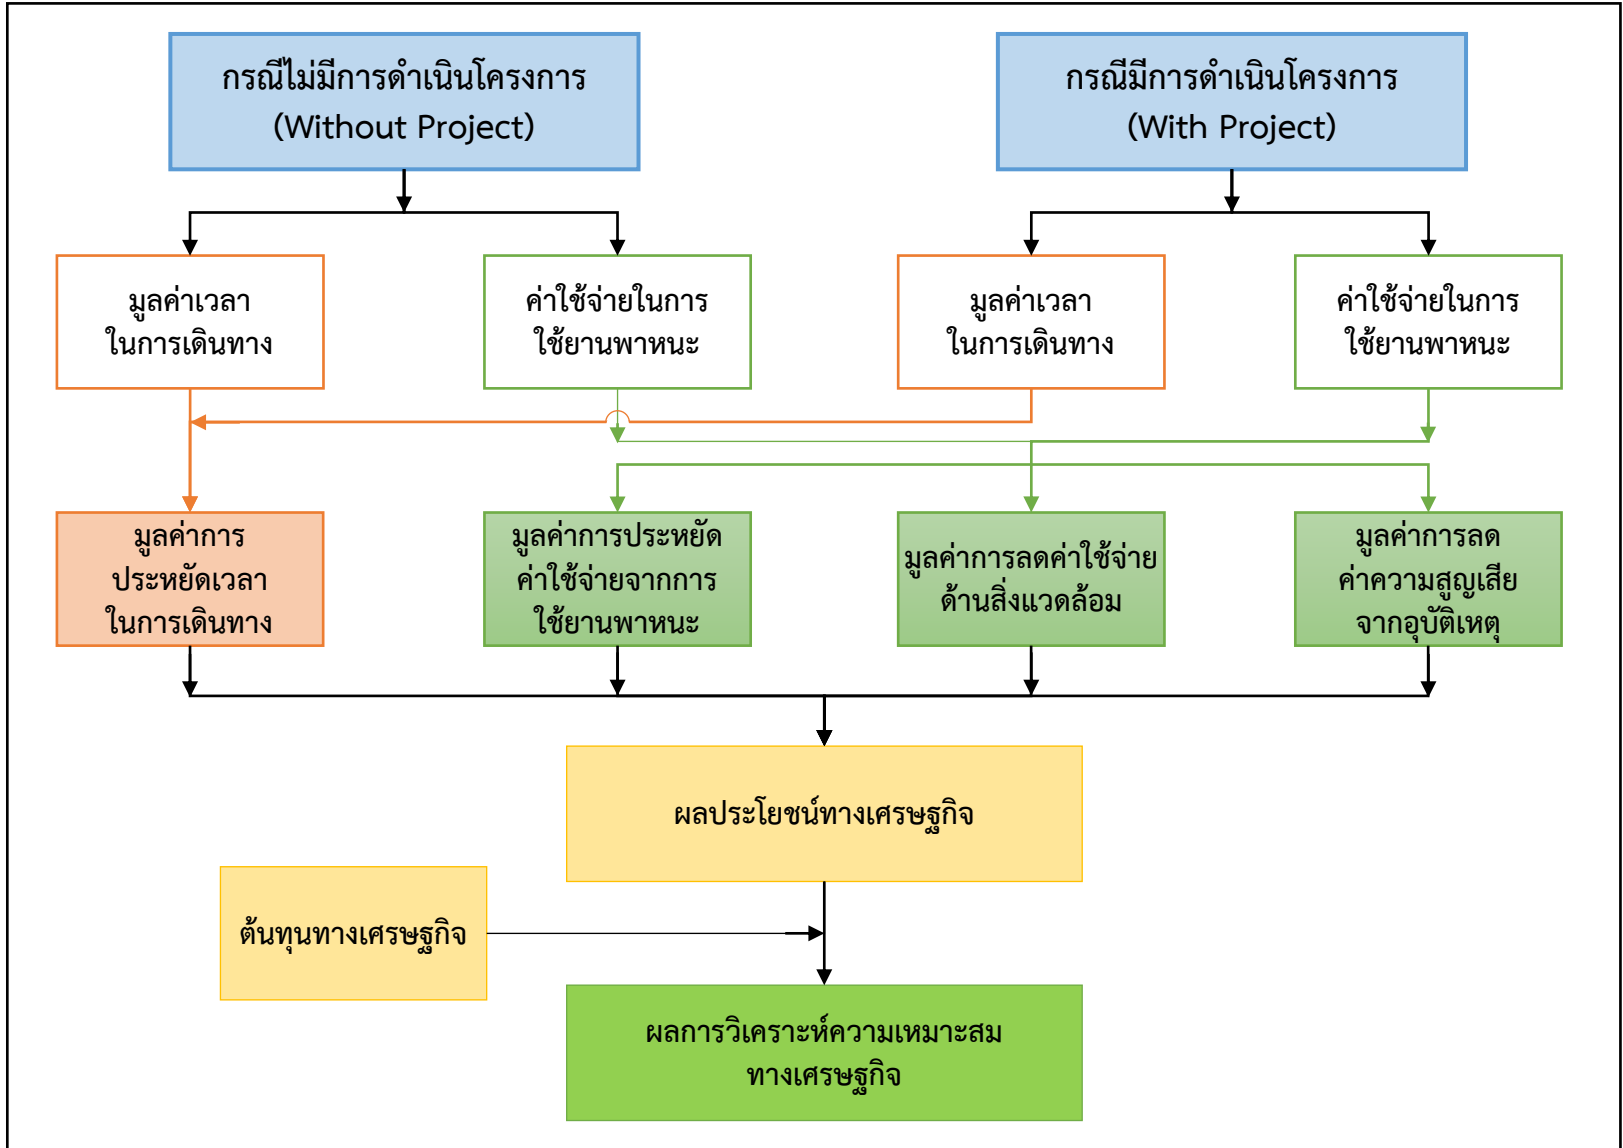 กรณีไม่มีการดำเนินโครงการ
(Without Project)
กรณีมีการดำเนินโครงการ
(With Project)
มูลค่าเวลา
ในการเดินทาง
ค่าใช้จ่ายในการ
ใช้ยานพาหนะ
มูลค่าเวลา
ในการเดินทาง
ค่าใช้จ่ายในการ
ใช้ยานพาหนะ
มูลค่าการ
ประหยัดเวลา
ในการเดินทาง
มูลค่าการประหยัด
ค่าใช้จ่ายจากการ
ใช้ยานพาหนะ
มูลค่าการลดค่าใช้จ่าย
ด้านสิ่งแวดล้อม
มูลค่าการลด
ค่าความสูญเสีย
จากอุบัติเหตุ
ผลประโยชน์ทางเศรษฐกิจ
ต้นทุนทางเศรษฐกิจ
ผลการวิเคราะห์ความเหมาะสม
ทางเศรษฐกิจ